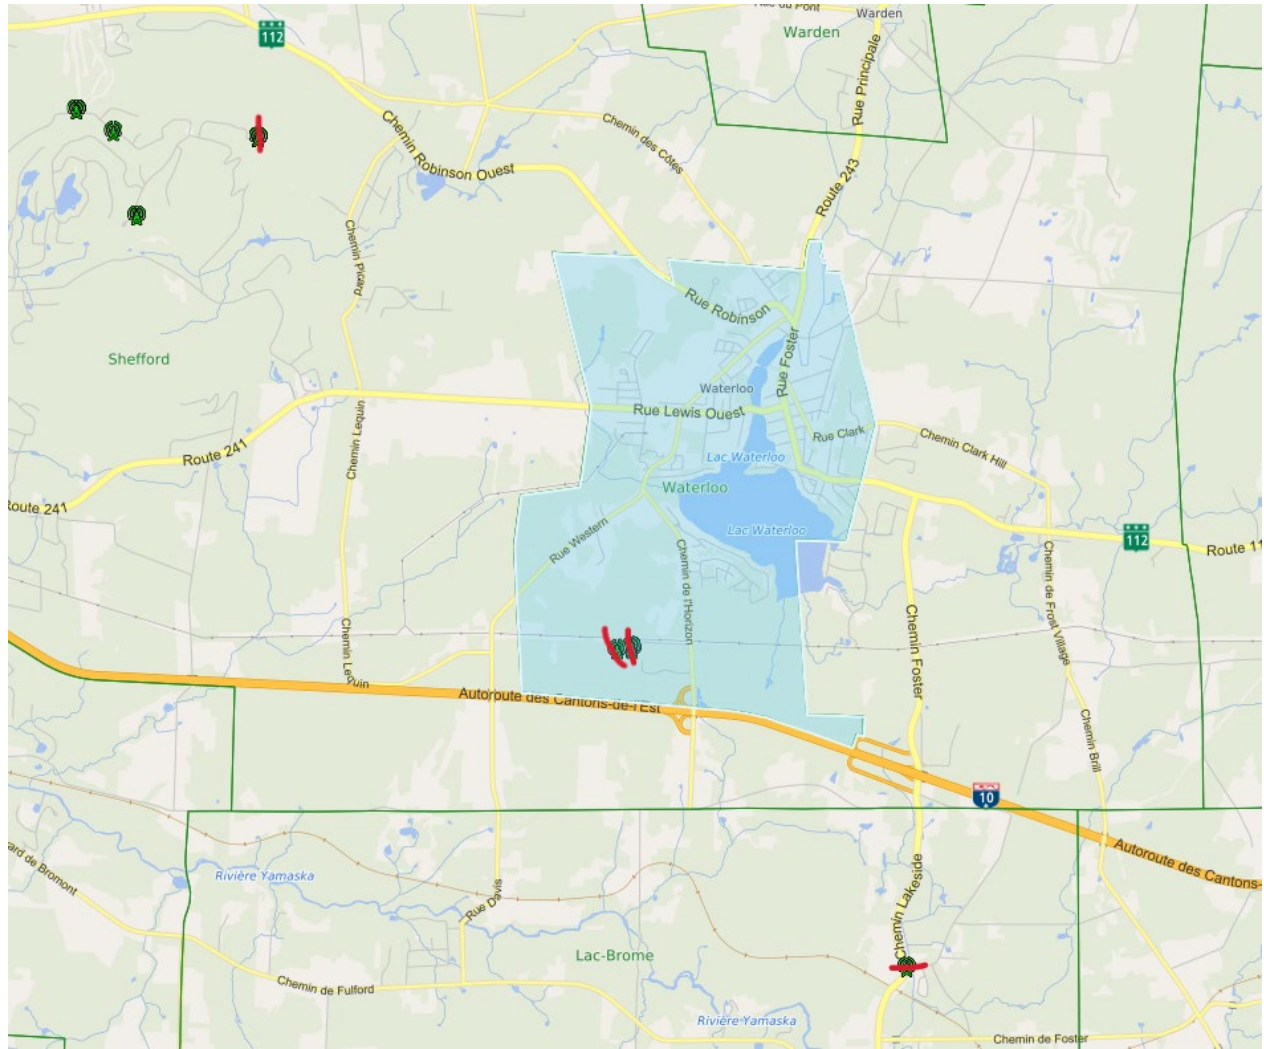 Rue du Pont
Warden
Warden
112
Rue Principale
Chemin Robinson Ouest
Chemin des Côtes
Route 243
Chemin Picard
Rue Robinson
Shefford
Rue Foster
Waterloo
Rue Lewis Ouest
Chemin Lequin
Rue Clark
Chemin Clark Hill
Route 241
Lac Waterloo
Waterloo
Route 241
Lac Waterloo
Rue Western
112
Route 11
Chemin de l'Horizon
Chemin de Frost Village
Chemin Foster
Chemin Lequin
Autoroute des Cantons-de-l'Est
Chemin Brill
10
Autoroute des Cantons-
ard de Bromont
Rivière Yamaska
Rue Davis
Chemin Lakeside
Lac-Brome
Chemin de Fulford
Rivière Yamaska
Chemin de Foster